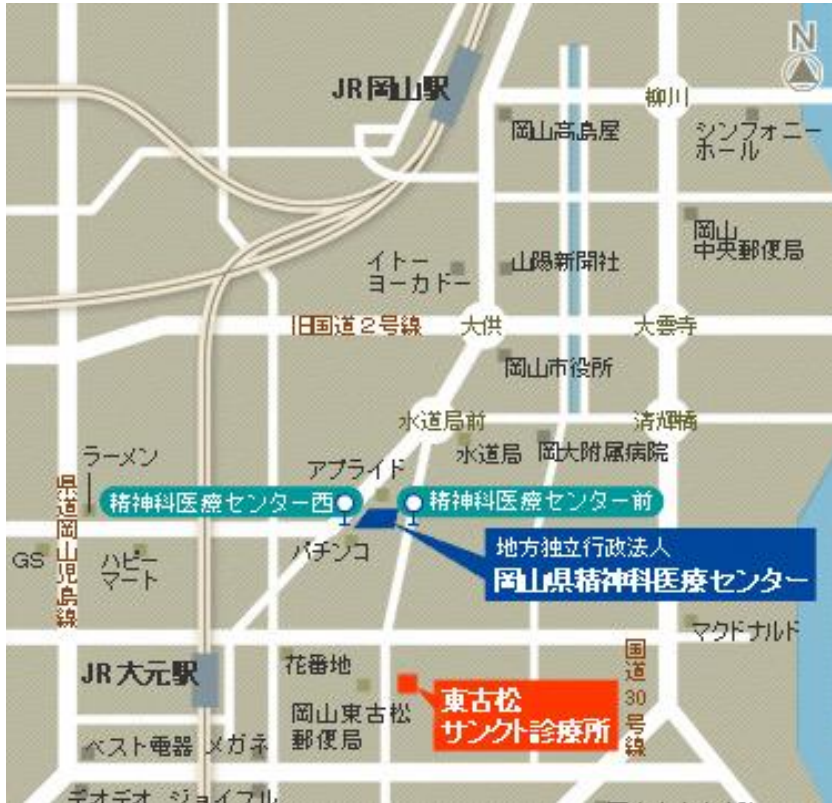 N
JR岡山駅
柳川
岡山高島屋
シンフォニー
ホール
岡山
中央郵便局
イトー
ヨーカドー
山陽新聞社
旧国道2号線
大供
大雲寺
岡山市役所
水道局前
清輝橋
ラーメン
アプライド
水道局
岡大附属病院
県道岡山児島線
精神科医療センター西
精神科医療センター前
GS
ハピー
マート
パチンコ
地方独立行政法人
岡山県精神科医療センター
マクドナルド
国道30号線
JR大元駅
花番地
岡山東古松
郵便局
東古松
サンクト診療所
ベスト電器
メガネ
デオデオ
ジョイフル